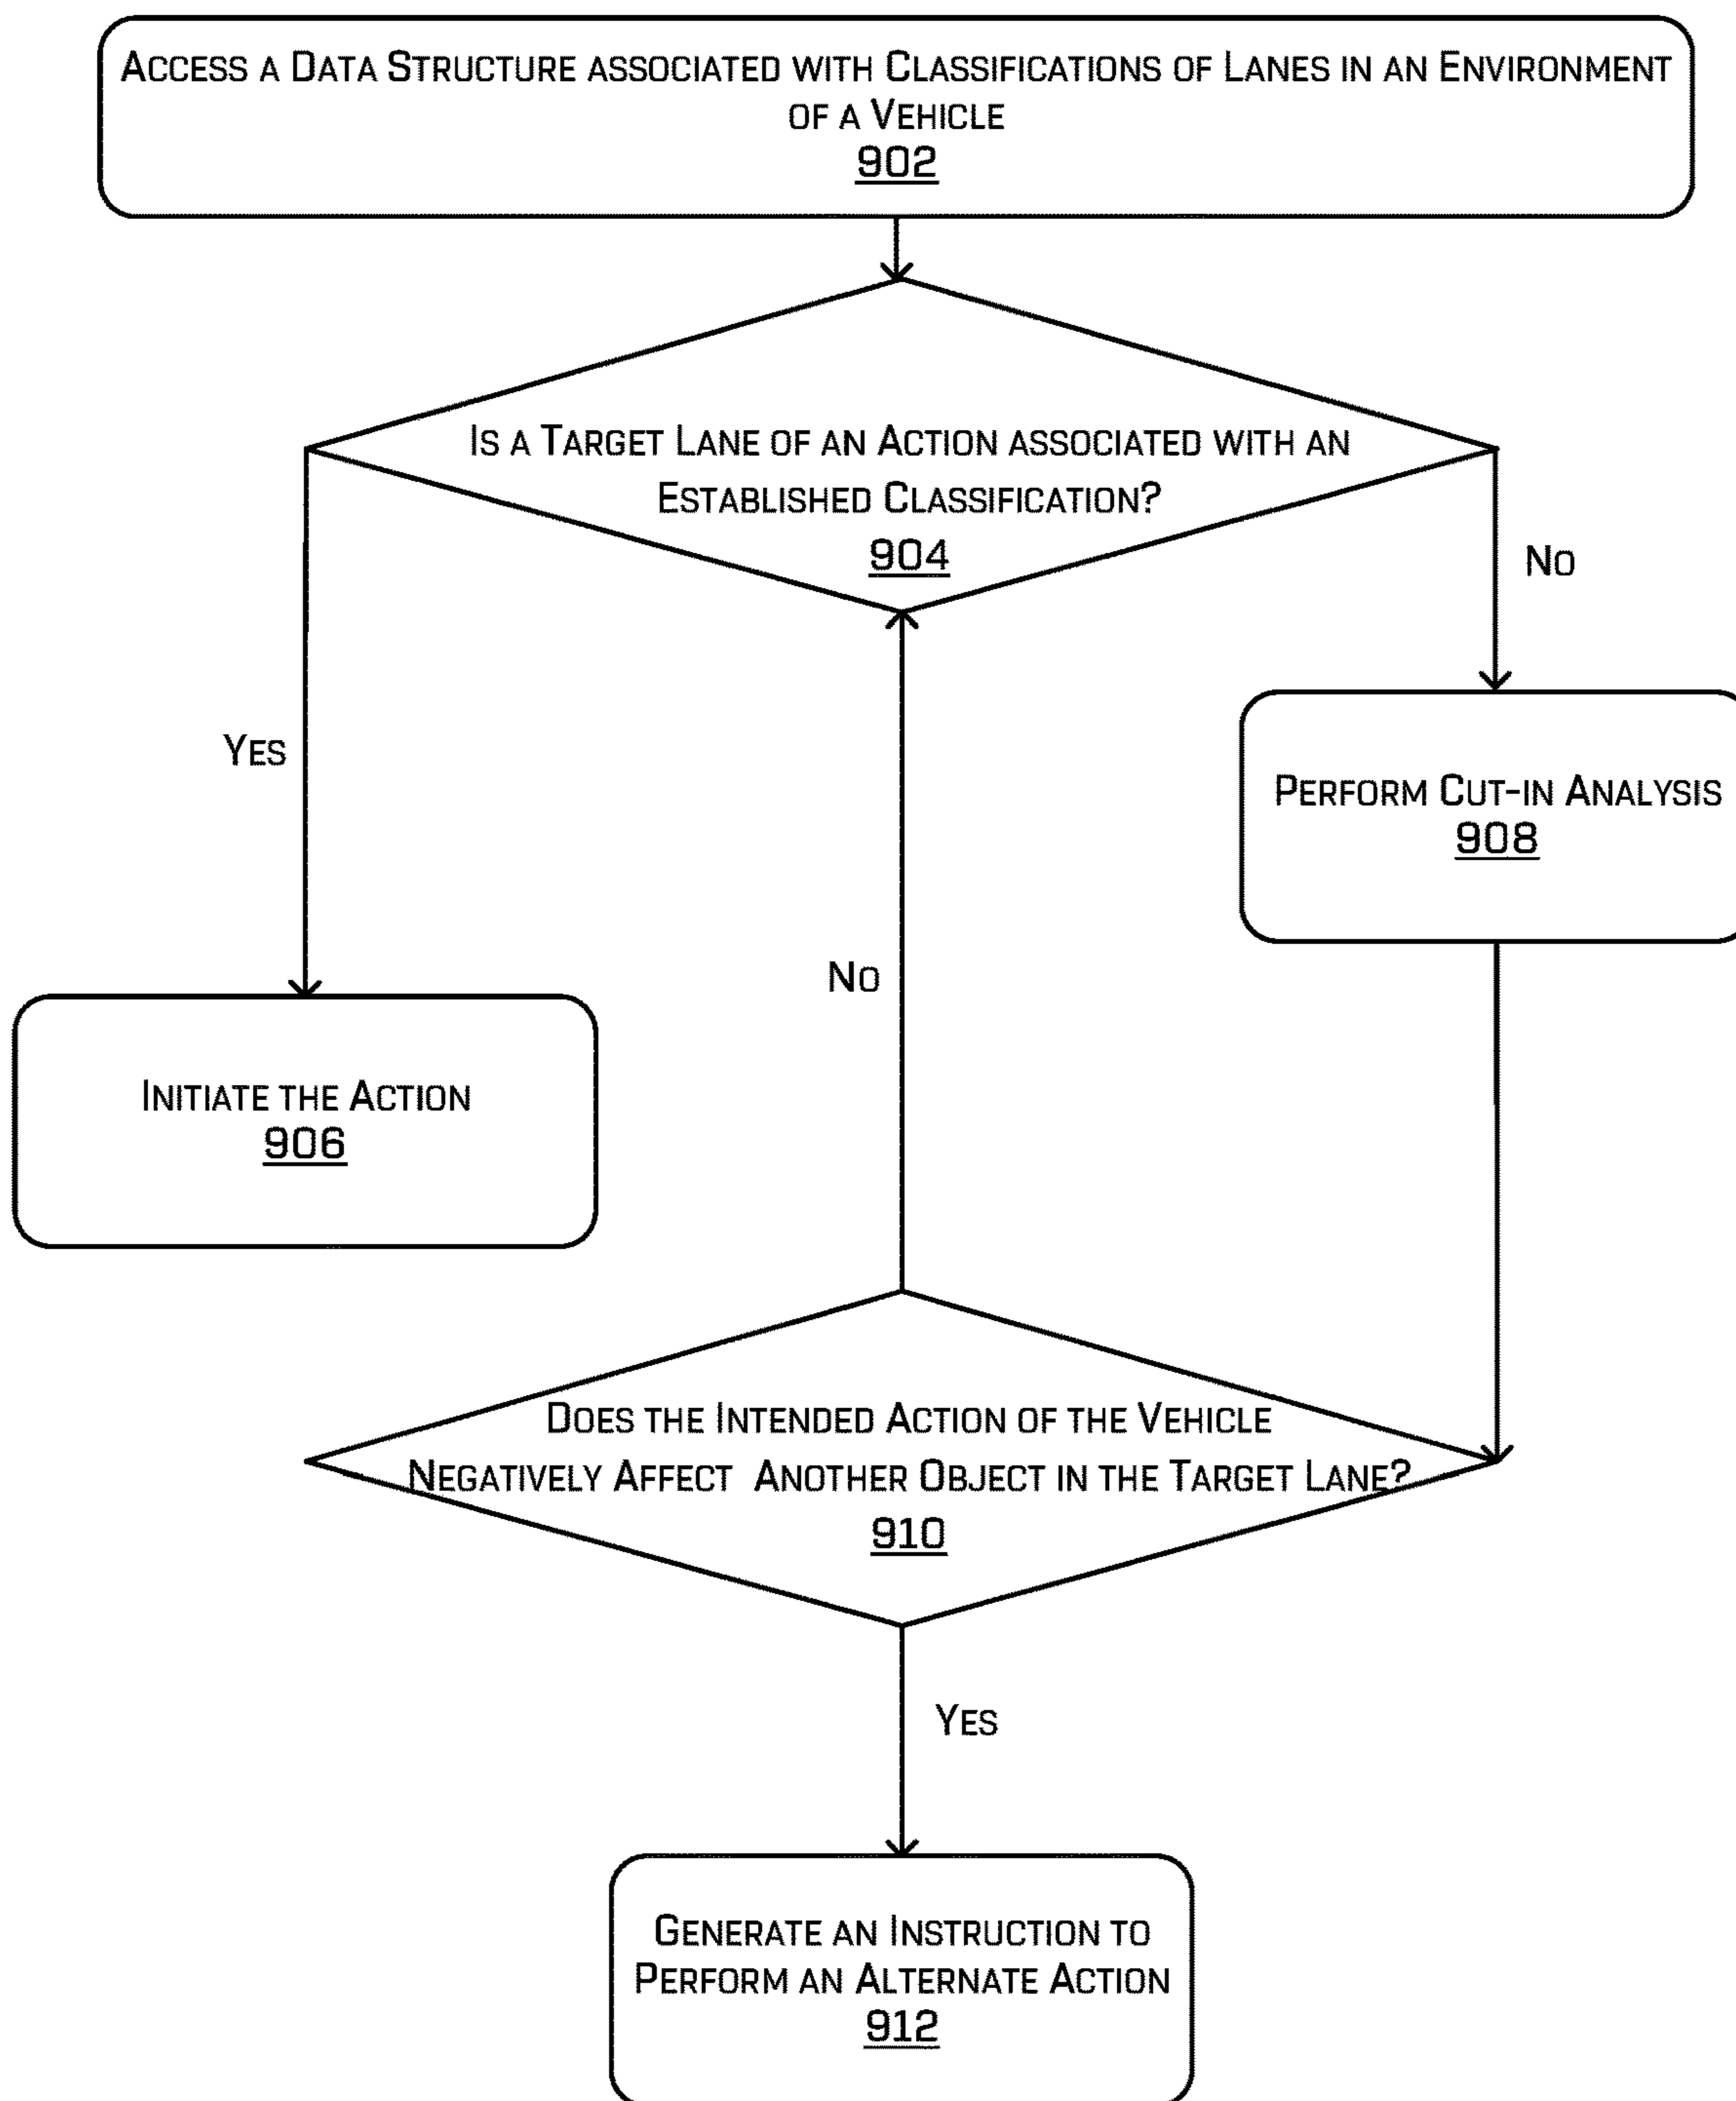 Access a Data Structure associated with Classifications of Lanes in an Environment
of a Vehicle
902
Is a Target Lane of an Action associated with an
Established Classification?
904
No
Yes
Perform Cut-in Analysis
908
No
Initiate the Action
906
Does the Intended Action of the Vehicle
Negatively Affect Another Object in the Target Lane?
910
Yes
Generate an Instruction to
Perform an Alternate Action
912